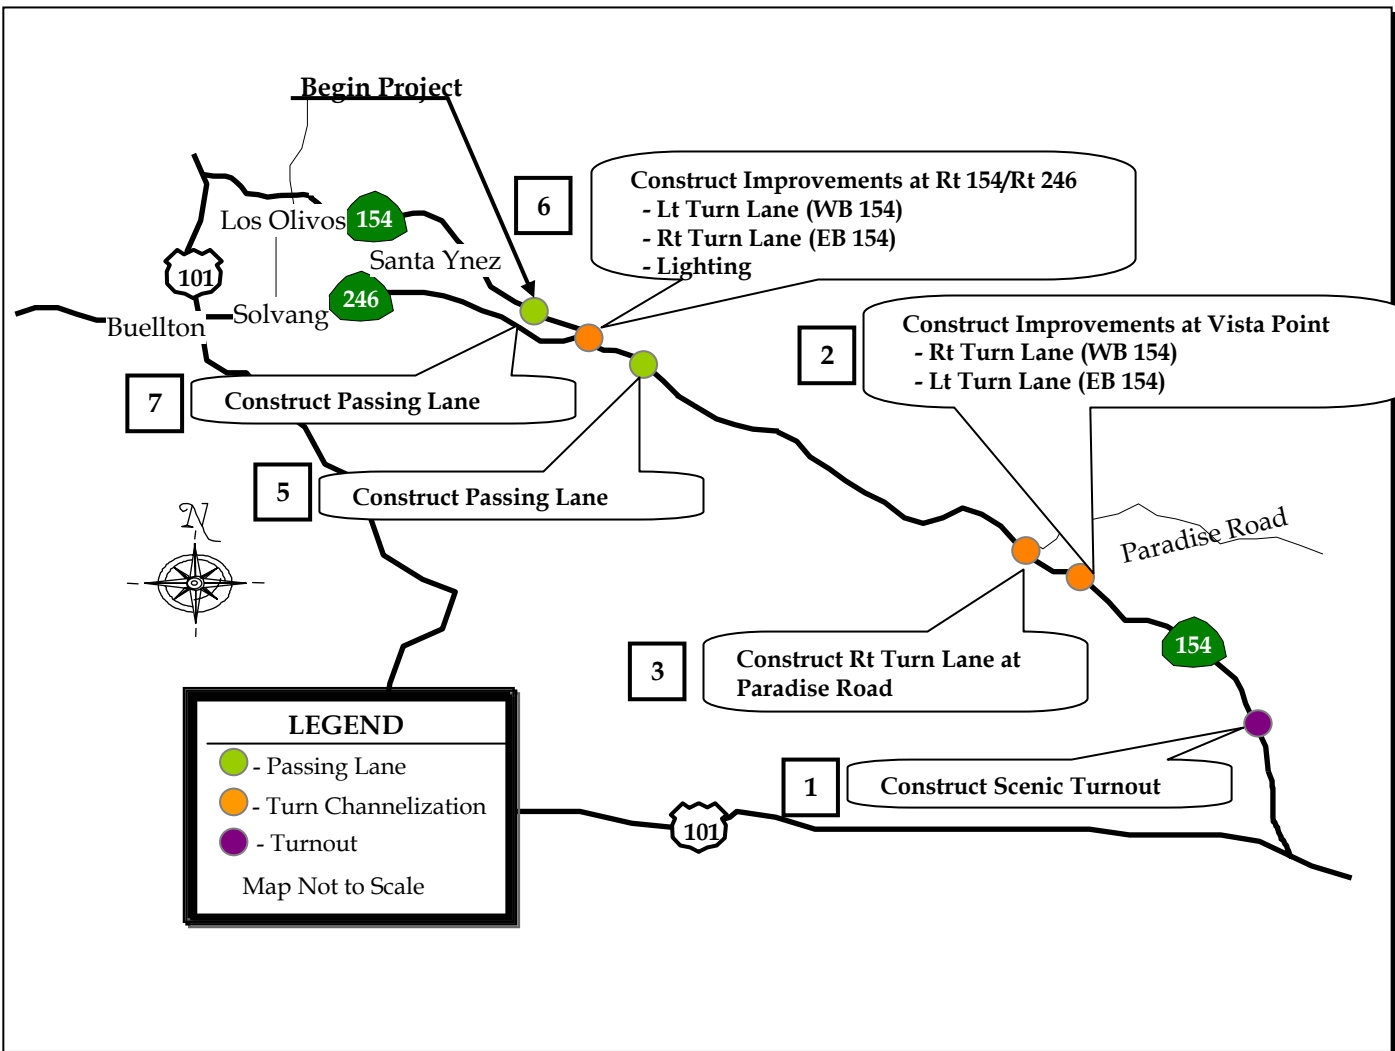 Begin Project
6
Construct Improvements at Rt 154/Rt 246
- Lt Turn Lane (WB 154)
- Rt Turn Lane (EB 154)
- Lighting
Los Olivos
154
Santa Ynez
101
246
Solvang
Buellton
2
Construct Improvements at Vista Point
- Rt Turn Lane (WB 154)
- Lt Turn Lane (EB 154)
7
Construct Passing Lane
5
Construct Passing Lane
N
Paradise Road
154
3
Construct Rt Turn Lane at
Paradise Road
1
Construct Scenic Turnout
101
LEGEND
- Passing Lane
- Turn Channelization
- Turnout
Map Not to Scale